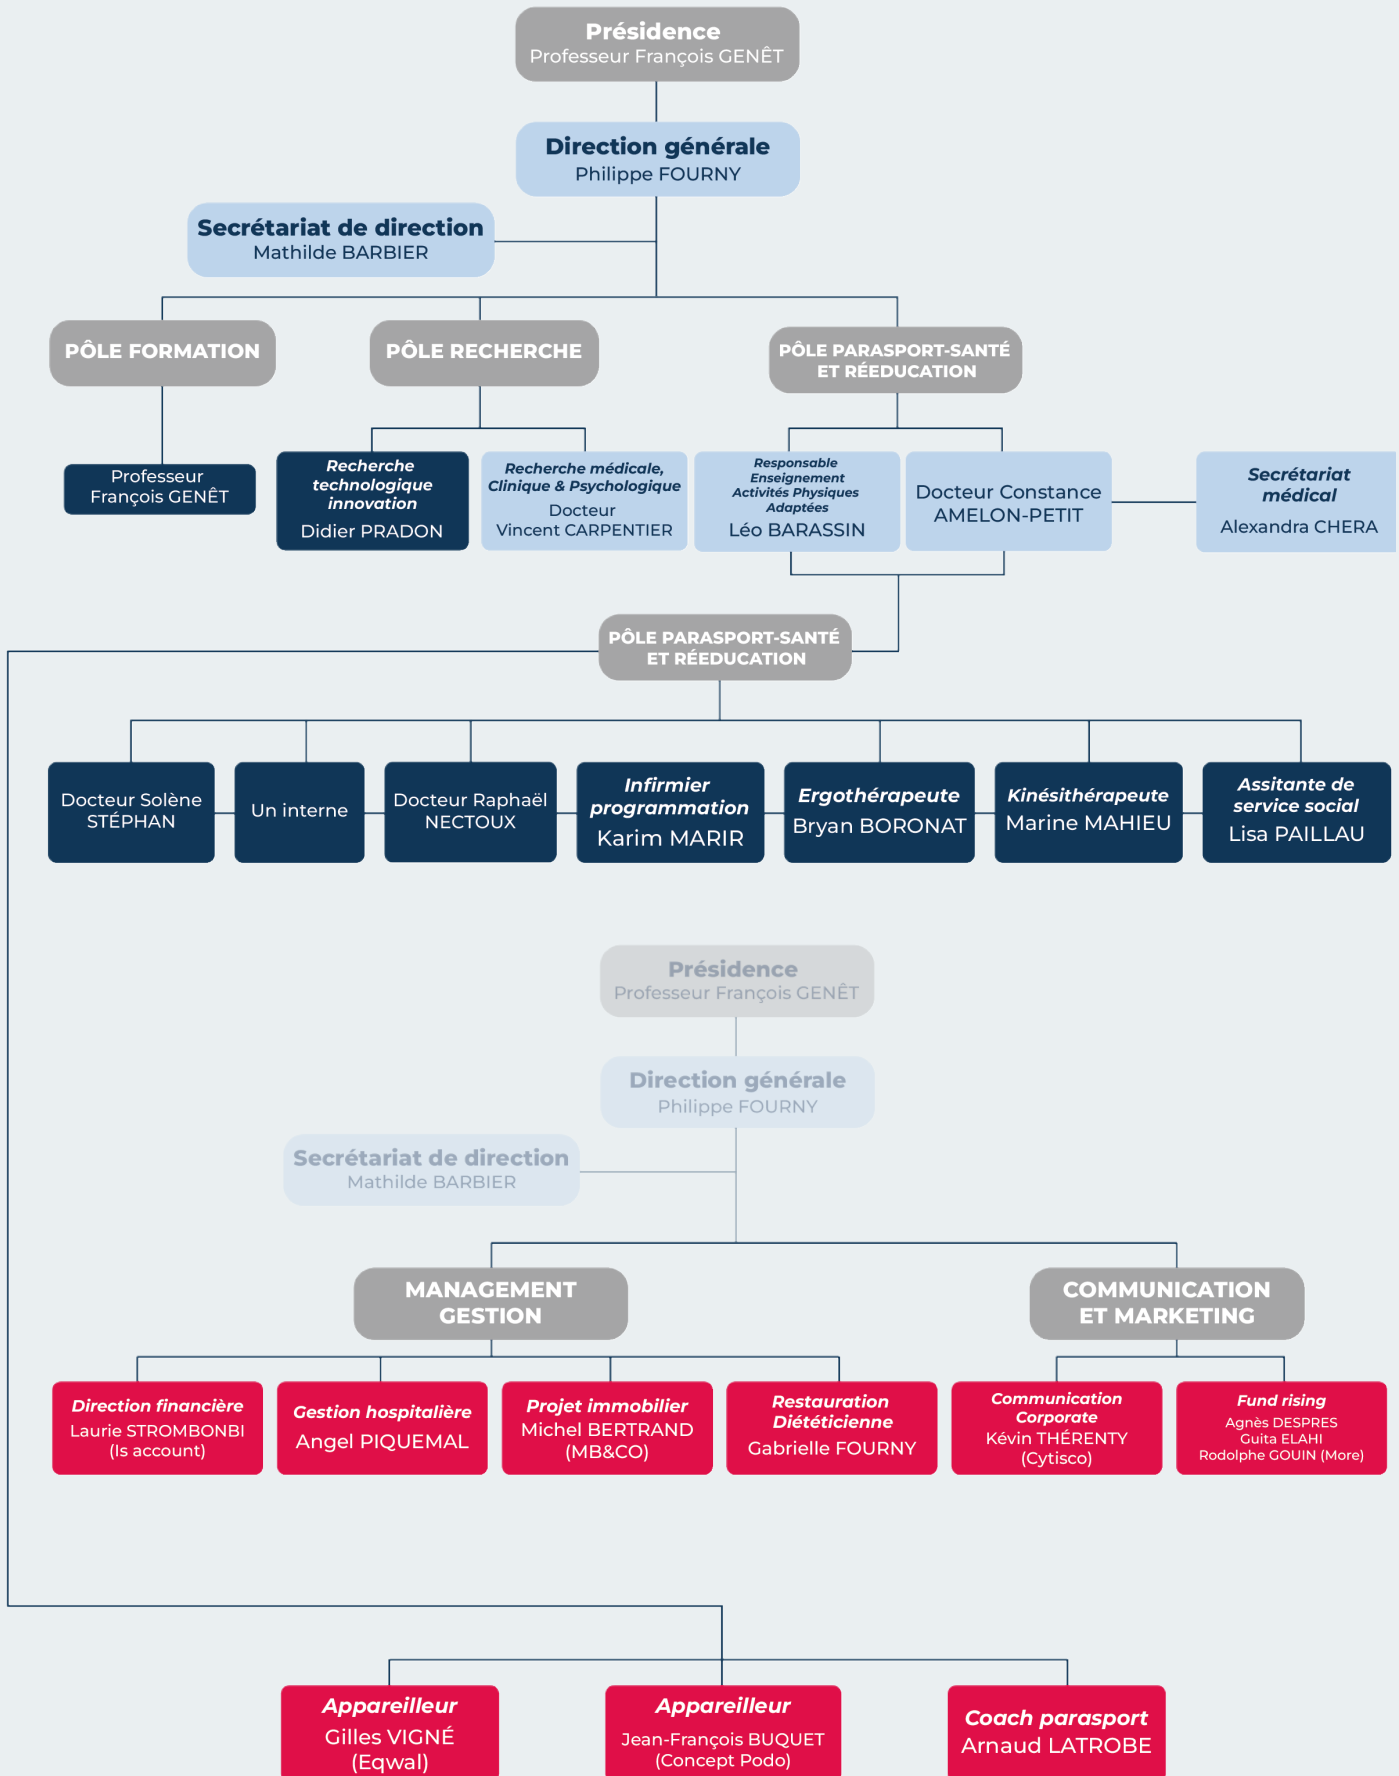 Présidence
Professeur François GENÊT
Direction générale
Philippe FOURNY
Secrétariat de direction
Mathilde BARBIER
PÔLE FORMATION
PÔLE RECHERCHE
PÔLE PARASPORT-SANTÉ
ET RÉEDUCATION
Professeur
François GENÊT
Recherche
technologique
innovation
Didier PRADON
Recherche médicale,
Clinique & Psychologique
Docteur
Vincent CARPENTIER
Responsable
Enseignement
Activités Physiques
Adaptées
Léo BARASSIN
Docteur Constance
AMELON-PETIT
Secrétariat
médical
Alexandra CHERA
PÔLE PARASPORT-SANTÉ
ET RÉEDUCATION
Docteur Solène
STÉPHAN
Un interne
Docteur Raphaël
NECTOUX
Infirmier
programmation
Karim MARIR
Ergothérapeute
Bryan BORONAT
Kinésithérapeute
Marine MAHIEU
Assitante de
service social
Lisa PAILLAU
Présidence
Professeur François GENÊT
Direction générale
Philippe FOURNY
Secrétariat de direction
Mathilde BARBIER
MANAGEMENT
GESTION
COMMUNICATION
ET MARKETING
Direction financière
Laurie STROMBONBI
(Is account)
Gestion hospitalière
Angel PIQUEMAL
Projet immobilier
Michel BERTRAND
(MB&CO)
Restauration
Diététicienne
Gabrielle FOURNY
Communication
Corporate
Kévin THÉRENTY
(Cytisco)
Fund rising
Agnès DESPRES
Guita ELAHI
Rodolphe GOUIN (More)
Appareilleur
Gilles VIGNÉ
(Eqwal)
Appareilleur
Jean-François BUQUET
(Concept Podo)
Coach parasport
Arnaud LATROBE